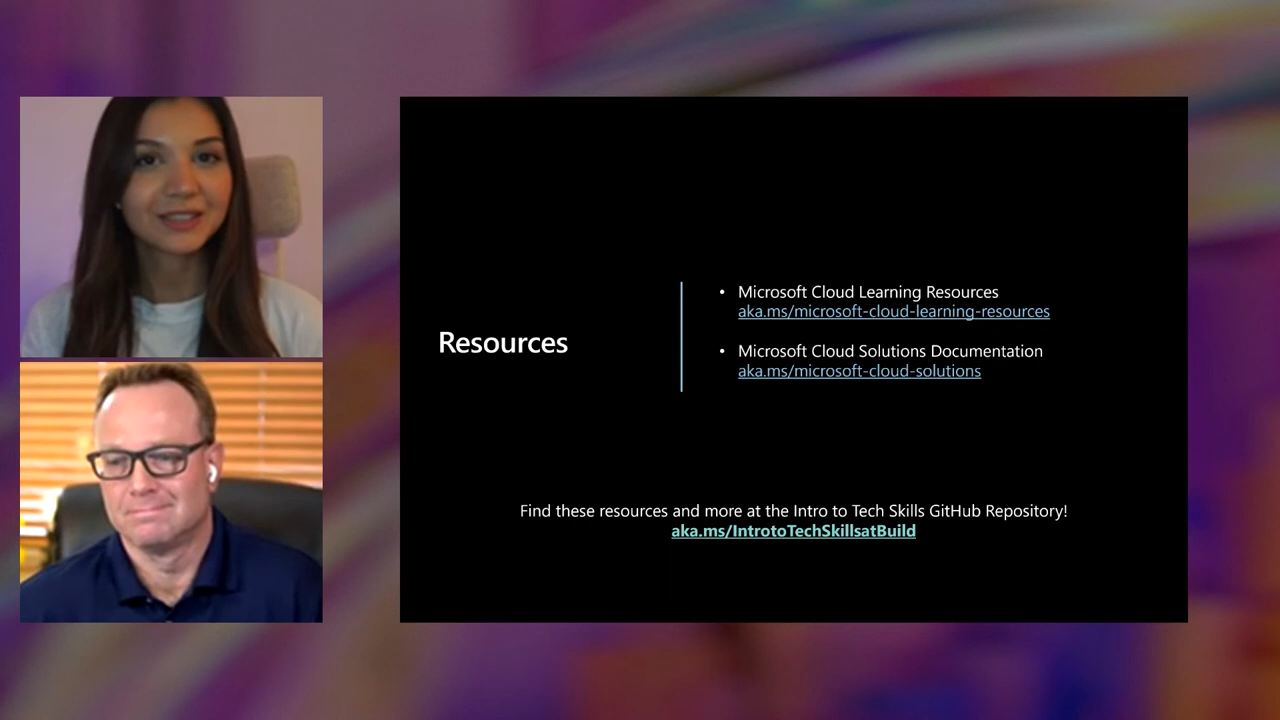 Resources
• Microsoft Cloud Learning Resources
aka.ms/microsoft-cloud-learning-resources
• Microsoft Cloud Solutions Documentation
aka.ms/microsoft-cloud-solutions
Find these resources and more at the Intro to Tech Skills GitHub Repository!
aka.ms/IntrotoTechSkillsatBuild